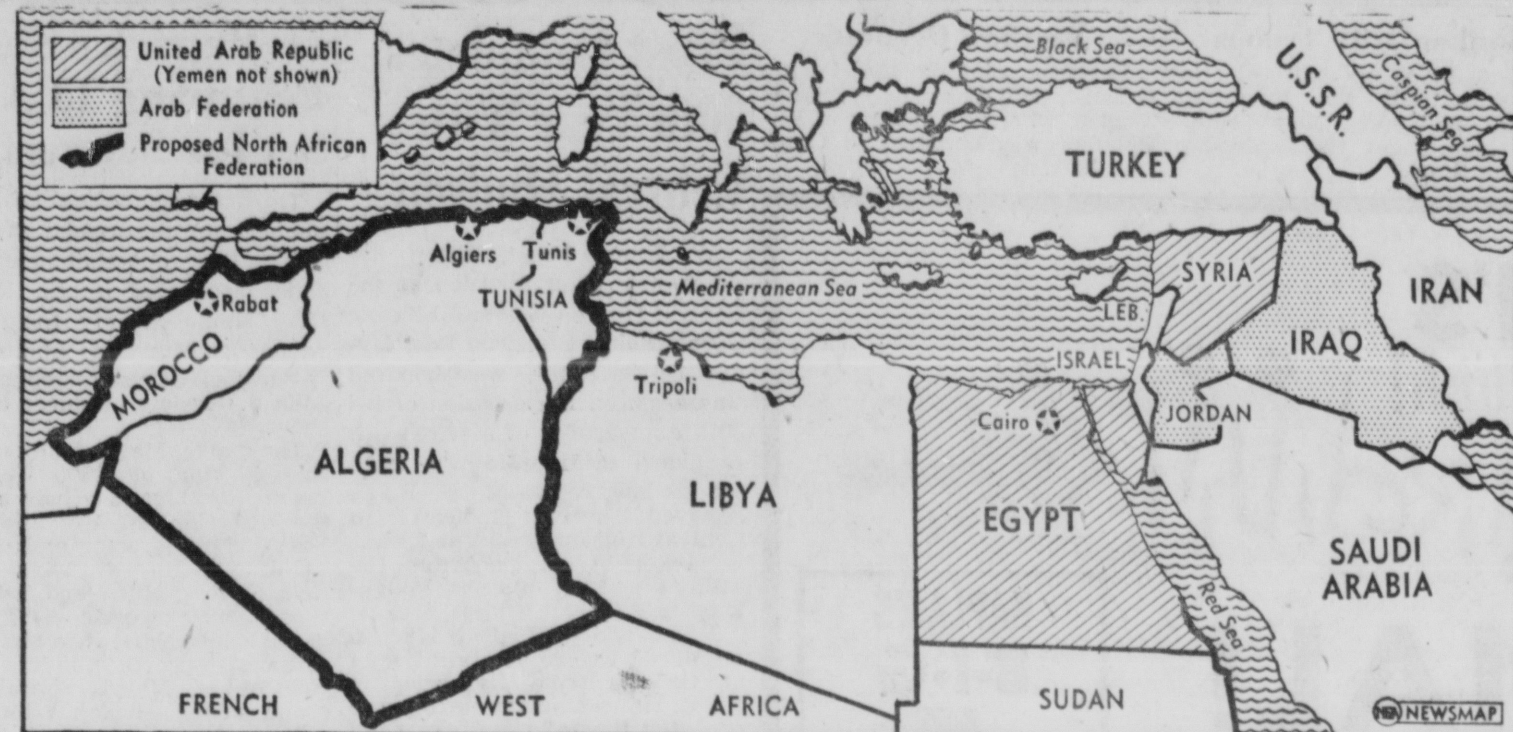 United Arab Republic
(Yemen not shown)
Arab Federation
Proposed North African
Federation
Black Sea
U.S.S.R.
Caspian Sea
TURKEY
Algiers
Tunis
TUNISIA
Mediterranean Sea
SYRIA
IRAN
Rabat
LEB.
IRAQ
MOROCCO
Tripoli
ISRAEL
JORDAN
Cairo
ALGERIA
LIBYA
EGYPT
SAUDI
ARABIA
Red Sea
FRENCH WEST AFRICA
SUDAN
NEA NEWSMAP